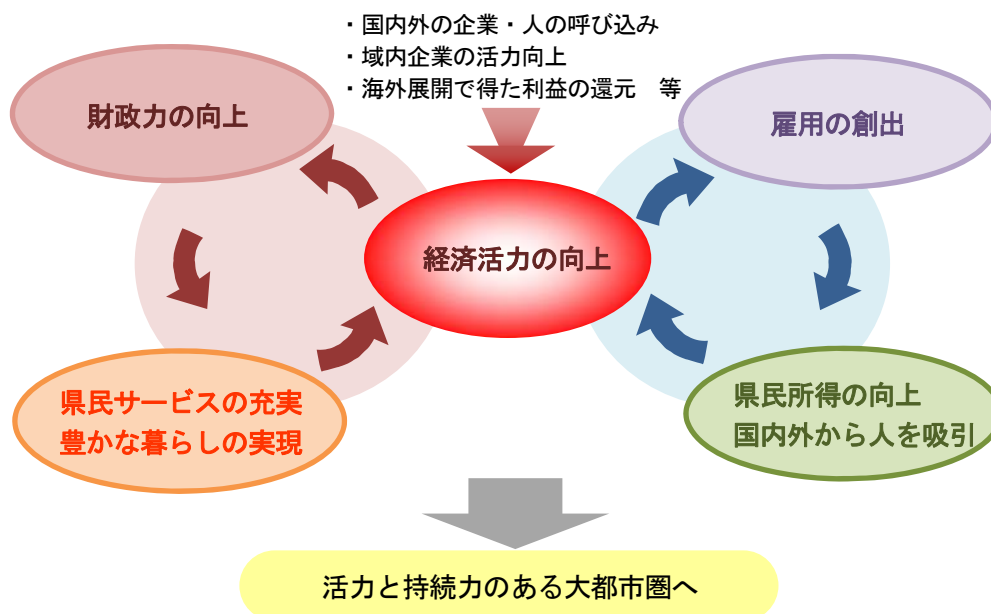 ・国内外の企業・人の呼び込み
・域内企業の活力向上
・海外展開で得た利益の還元　等
財政力の向上
雇用の創出
経済活力の向上
県民サービスの充実
豊かな暮らしの実現
県民所得の向上
国内外から人を吸引
活力と持続力のある大都市圏へ